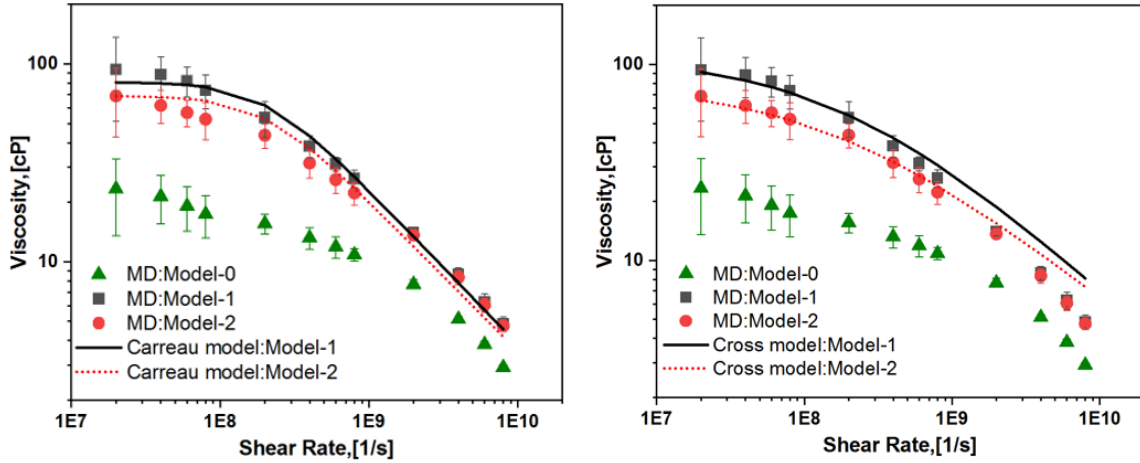 100
10
Viscosity,[cP]
MD:Model-0
MD:Model-1
MD:Model-2
Carreau model:Model-1
Carreau model:Model-2
1E7
1E8
1E9
1E10
Shear Rate,[1/s]
100
10
Viscosity,[cP]
MD:Model-0
MD:Model-1
MD:Model-2
Cross model:Model-1
Cross model:Model-2
1E7
1E8
1E9
1E10
Shear Rate,[1/s]